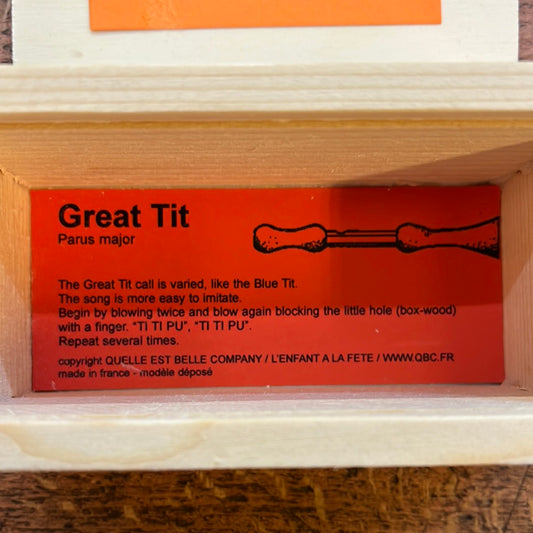 Great Tit
Parus major
The Great Tit call is varied, like the Blue Tit.
The song is more easy to imitate.
Begin by blowing twice and blow again blocking the little hole (box-wood)
with a finger. “TI TI PU”, “TI TI PU”.
Repeat several times.
copyright QUELLE EST BELLE COMPANY / L'ENFANT A LA FETE / WWW.QBC.FR
made in france - modèle déposé